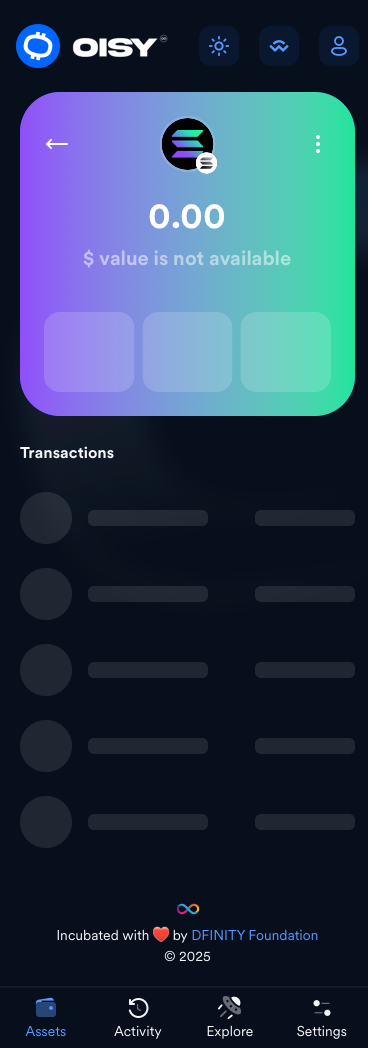 OISY
0.00
$ value is not available
Transactions
Incubated with ❤️ by DFINITY Foundation
© 2025
Assets
Activity
Explore
Settings